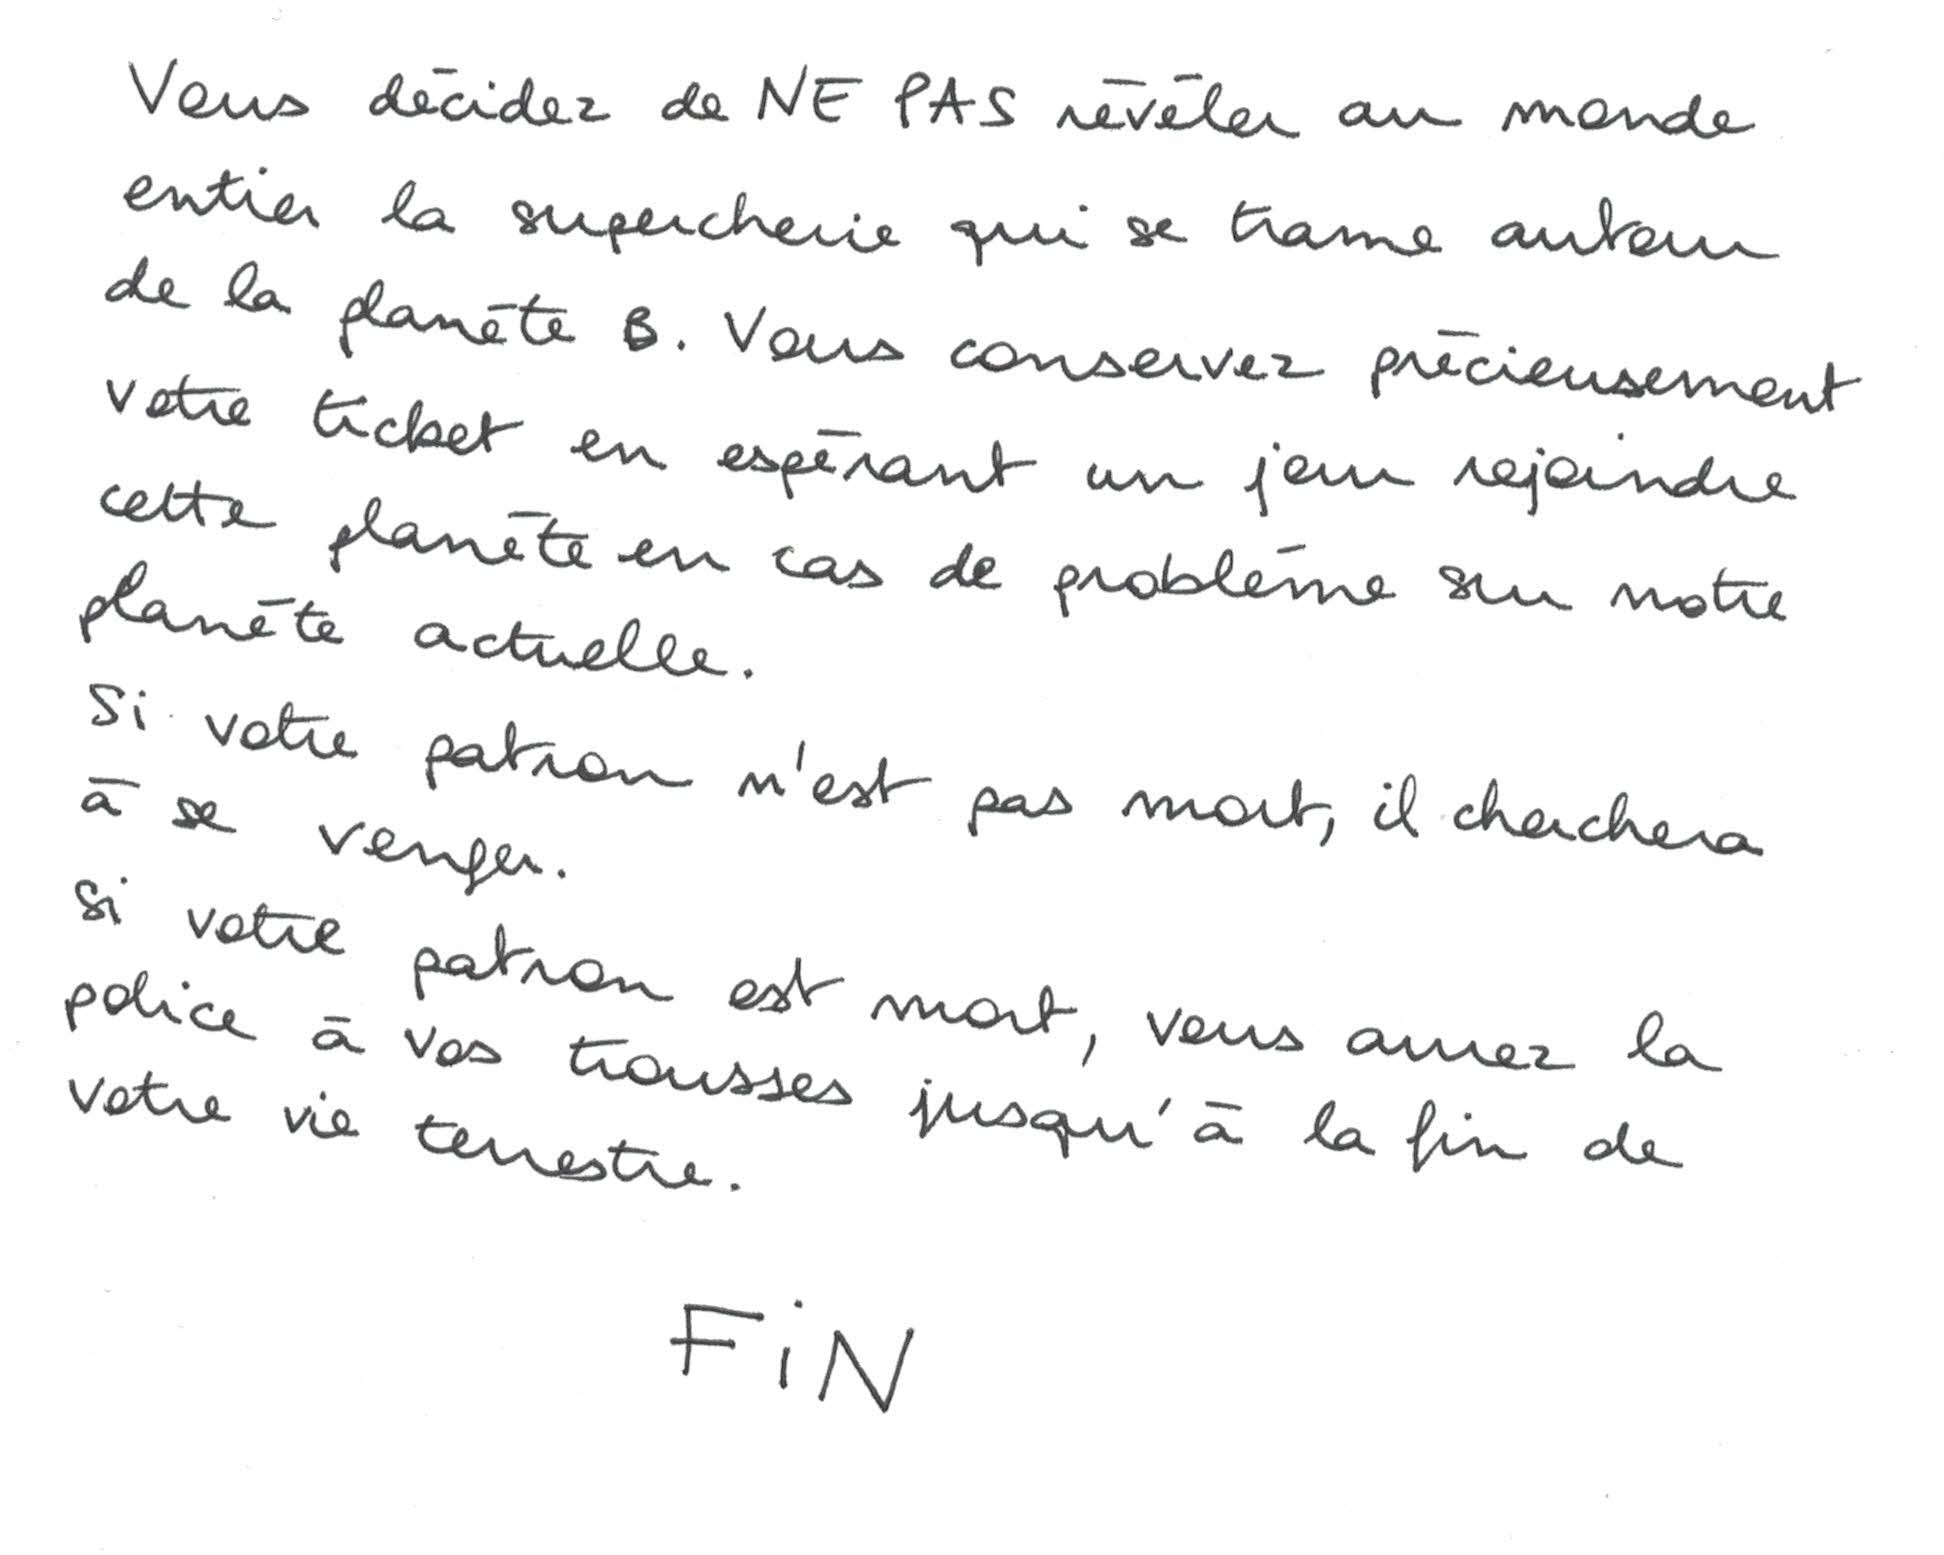 Vous décidez de NE PAS révéler au monde
entier la supercherie qui se trame autour
de la planète B. Vous conservez précieusement
votre ticket en espérant un jour rejoindre
cette planète en cas de problème sur notre
planète actuelle.
Si votre patron n'est pas mort, il cherchera
à se venger.
Si votre patron est mort, vous aurez la
police à vos trousses jusqu'à la fin de
votre vie terrestre.
FiN